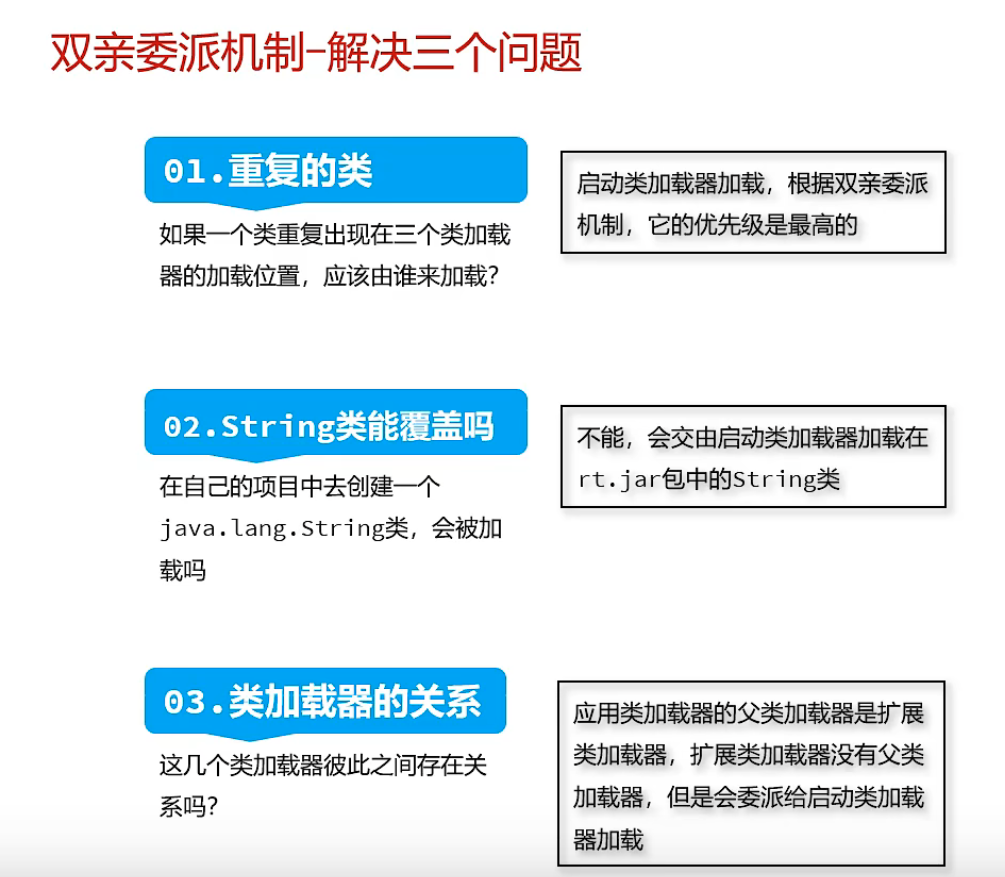 双亲委派机制-解决三个问题
01.重复的类
如果一个类重复出现在三个类加载
器的加载位置，应该由谁来加载？
启动类加载器加载，根据双亲委派
机制，它的优先级是最高的
02.String类能覆盖吗
在自己的项目中去创建一个
java.lang.String类，会被加
载吗
不能，会交由启动类加载器加载在
rt.jar包中的String类
03.类加载器的关系
这几个类加载器彼此之间存在关
系吗？
应用类加载器的父类加载器是扩展
类加载器，扩展类加载器没有父类
加载器，但是会委派给启动类加载
器加载